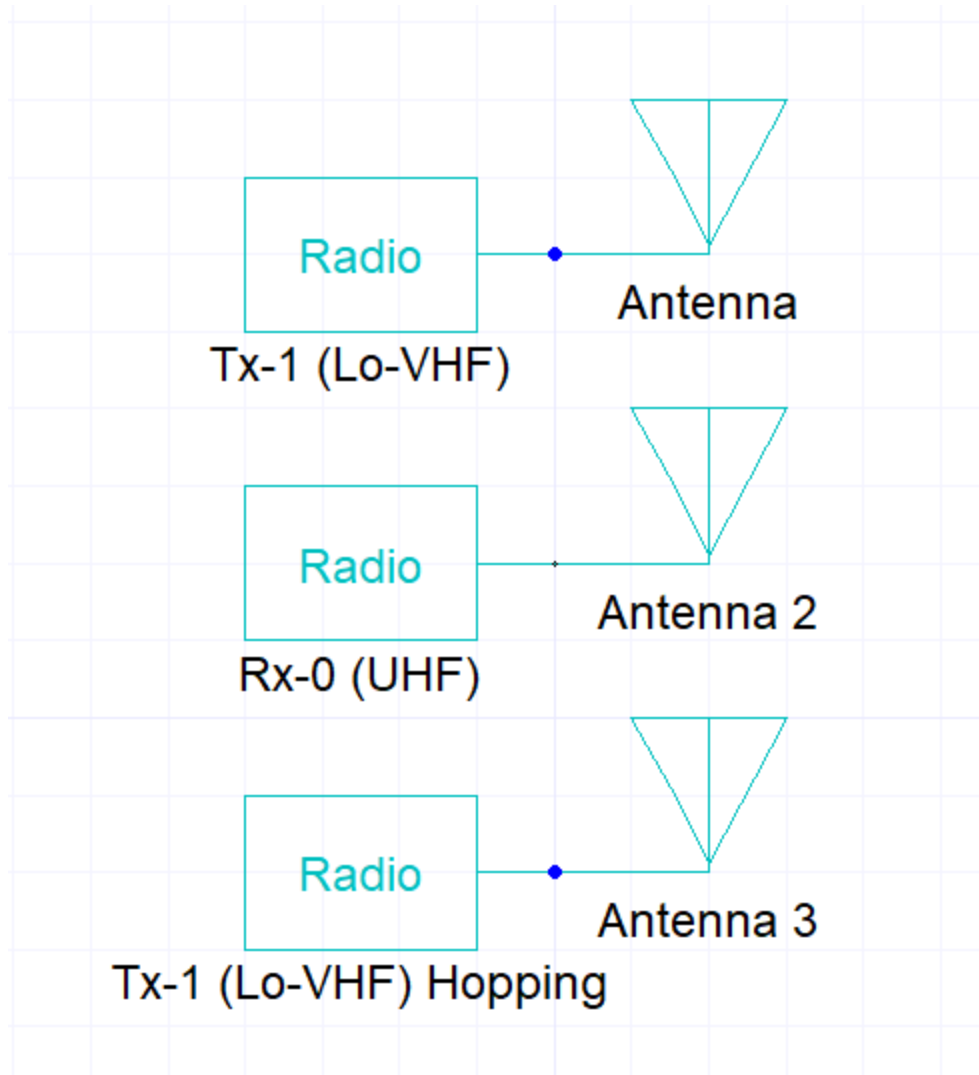 Radio
Antenna
Tx-1 (Lo-VHF)
Radio
Antenna 2
Rx-0 (UHF)
Radio
Antenna 3
Tx-1 (Lo-VHF) Hopping